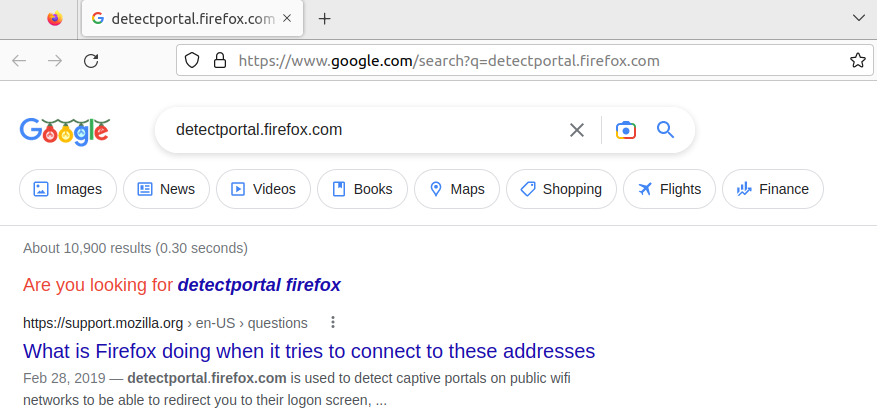 detectportal.firefox.com
https://www.google.com/search?q=detectportal.firefox.com
Google
detectportal.firefox.com
Images News Videos Books Maps Shopping Flights Finance
About 10,900 results (0.30 seconds)
Are you looking for detectportal firefox
https://support.mozilla.org › en-US › questions
What is Firefox doing when it tries to connect to these addresses
Feb 28, 2019 — detectportal.firefox.com is used to detect captive portals on public wifi
networks to be able to redirect you to their logon screen, ...